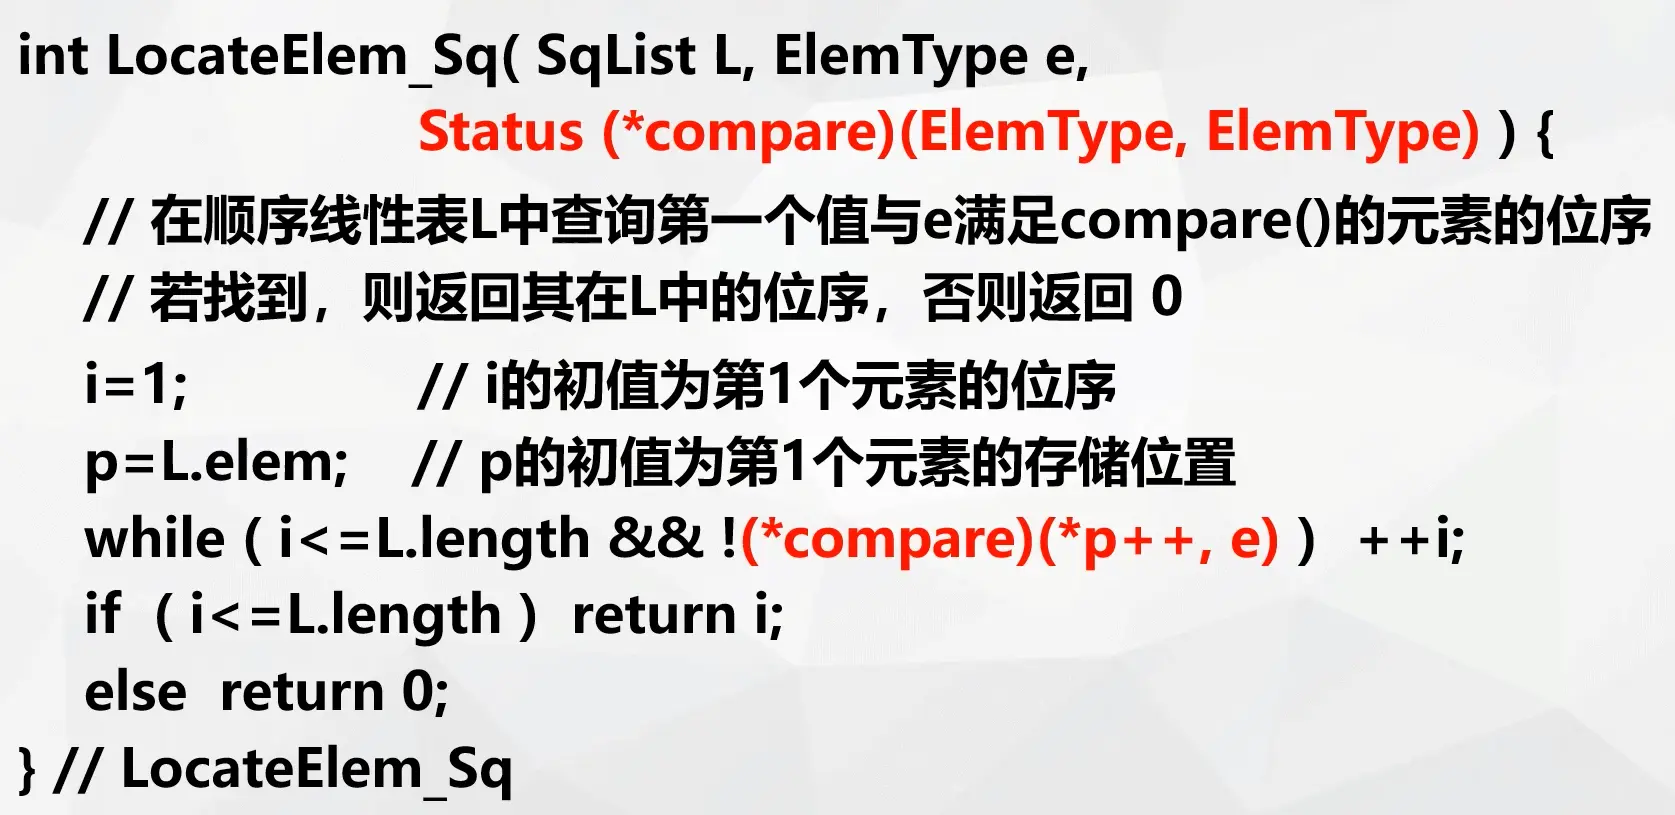 int LocateElem_Sq( SqList L, ElemType e,
Status (*compare)(ElemType, ElemType) ) {
// 在顺序线性表L中查询第一个值与e满足compare()的元素的位序
// 若找到，则返回其在L中的位序，否则返回 0
i=1; // i的初值为第1个元素的位序
p=L.elem; // p的初值为第1个元素的存储位置
while ( i<=L.length && !(*compare)(*p++, e) ) ++i;
if ( i<=L.length ) return i;
else return 0;
} // LocateElem_Sq